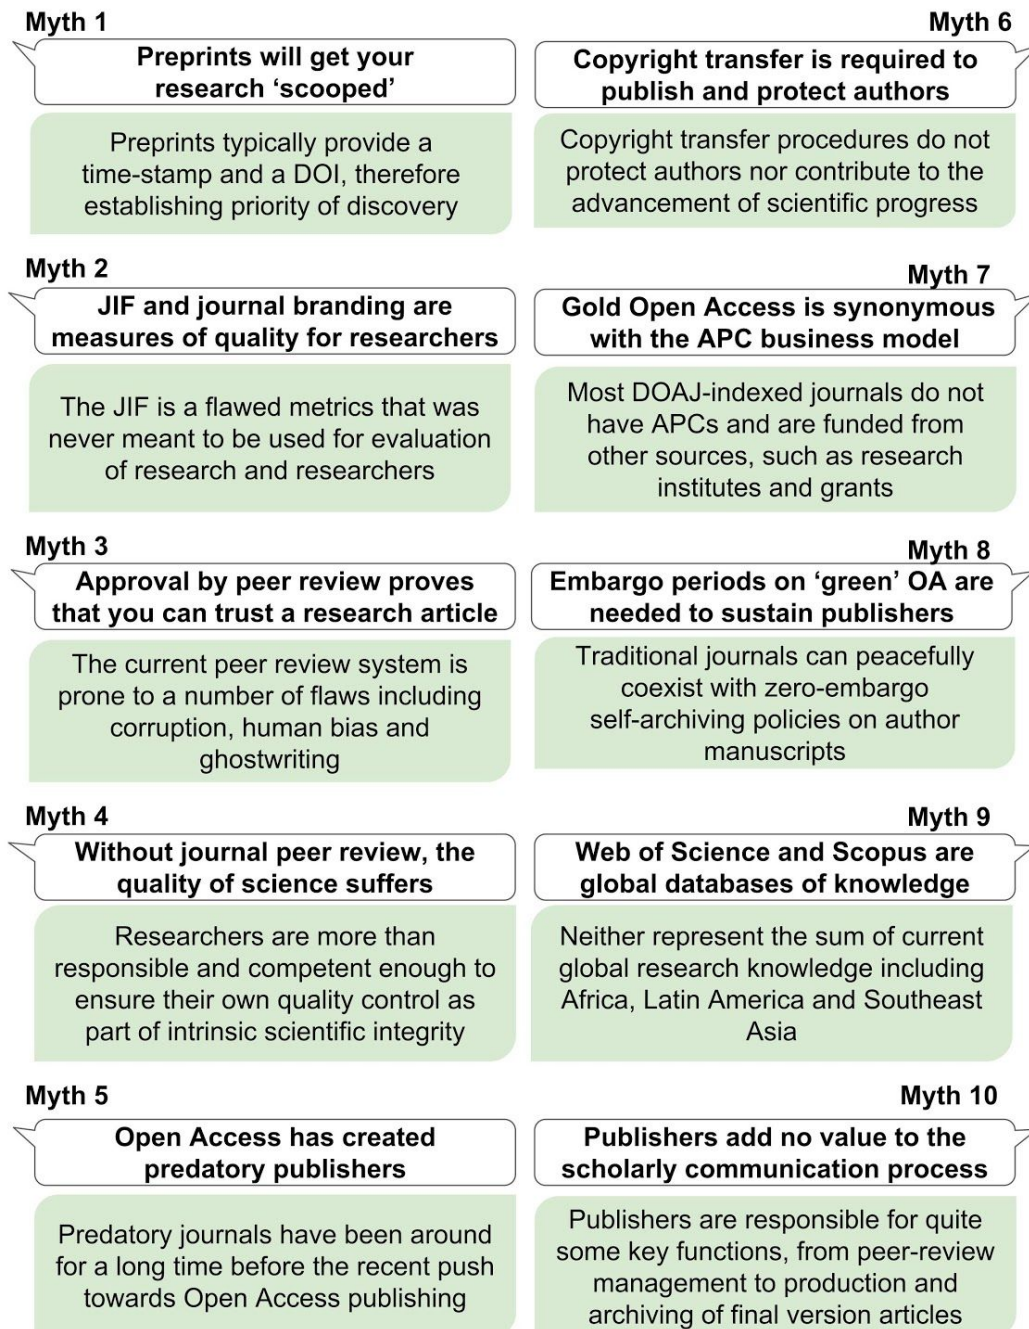 Myth 1
Preprints will get your
research ‘scooped’
Preprints typically provide a
time-stamp and a DOI, therefore
establishing priority of discovery
Myth 2
JIF and journal branding are
measures of quality for researchers
The JIF is a flawed metrics that was
never meant to be used for evaluation
of research and researchers
Myth 3
Approval by peer review proves
that you can trust a research article
The current peer review system is
prone to a number of flaws including
corruption, human bias and
ghostwriting
Myth 4
Without journal peer review, the
quality of science suffers
Researchers are more than
responsible and competent enough to
ensure their own quality control as
part of intrinsic scientific integrity
Myth 5
Open Access has created
predatory publishers
Predatory journals have been around
for a long time before the recent push
towards Open Access publishing
Myth 6
Copyright transfer is required to
publish and protect authors
Copyright transfer procedures do not
protect authors nor contribute to the
advancement of scientific progress
Myth 7
Gold Open Access is synonymous
with the APC business model
Most DOAJ-indexed journals do not
have APCs and are funded from
other sources, such as research
institutes and grants
Myth 8
Embargo periods on ‘green’ OA are
needed to sustain publishers
Traditional journals can peacefully
coexist with zero-embargo
self-archiving policies on author
manuscripts
Myth 9
Web of Science and Scopus are
global databases of knowledge
Neither represent the sum of current
global research knowledge including
Africa, Latin America and Southeast
Asia
Myth 10
Publishers add no value to the
scholarly communication process
Publishers are responsible for quite
some key functions, from peer-review
management to production and
archiving of final version articles